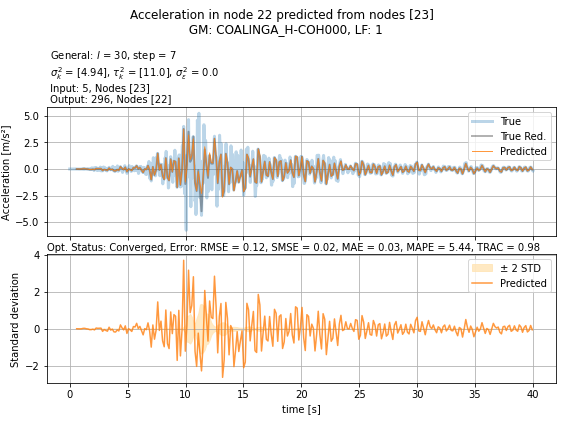 Acceleration in node 22 predicted from nodes [23]
GM: COALINGA_H-COH000, LF: 1
General: l = 30, step = 7
σ²ₖ = [4.94], τ²ₖ = [11.0], σ²ε = 0.0
Input: 5, Nodes [23]
Output: 296, Nodes [22]
Acceleration [m/s²]
5.0
2.5
0.0
−2.5
−5.0
True
True Red.
Predicted
Opt. Status: Converged, Error: RMSE = 0.12, SMSE = 0.02, MAE = 0.03, MAPE = 5.44, TRAC = 0.98
Standard deviation
4
2
0
−2
± 2 STD
Predicted
0 5 10 15 20 25 30 35 40
time [s]